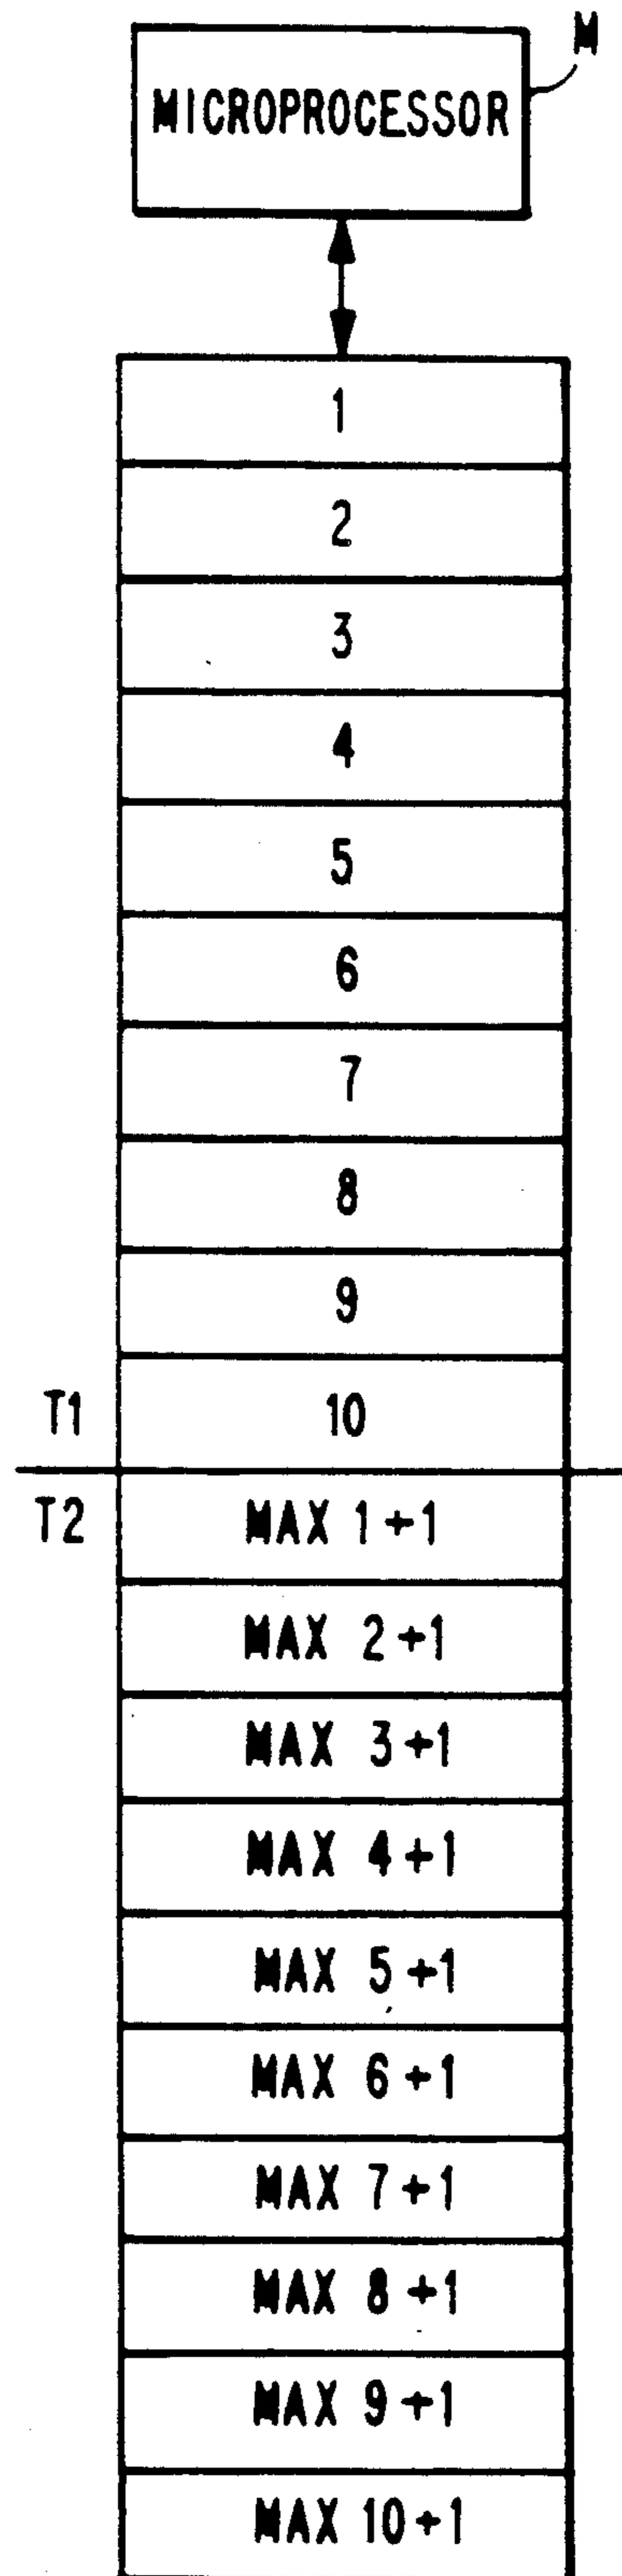 M
MICROPROCESSOR
1
2
3
4
5
6
7
8
9
T1 10
T2 MAX 1+1
MAX 2+1
MAX 3+1
MAX 4+1
MAX 5+1
MAX 6+1
MAX 7+1
MAX 8+1
MAX 9+1
MAX 10+1